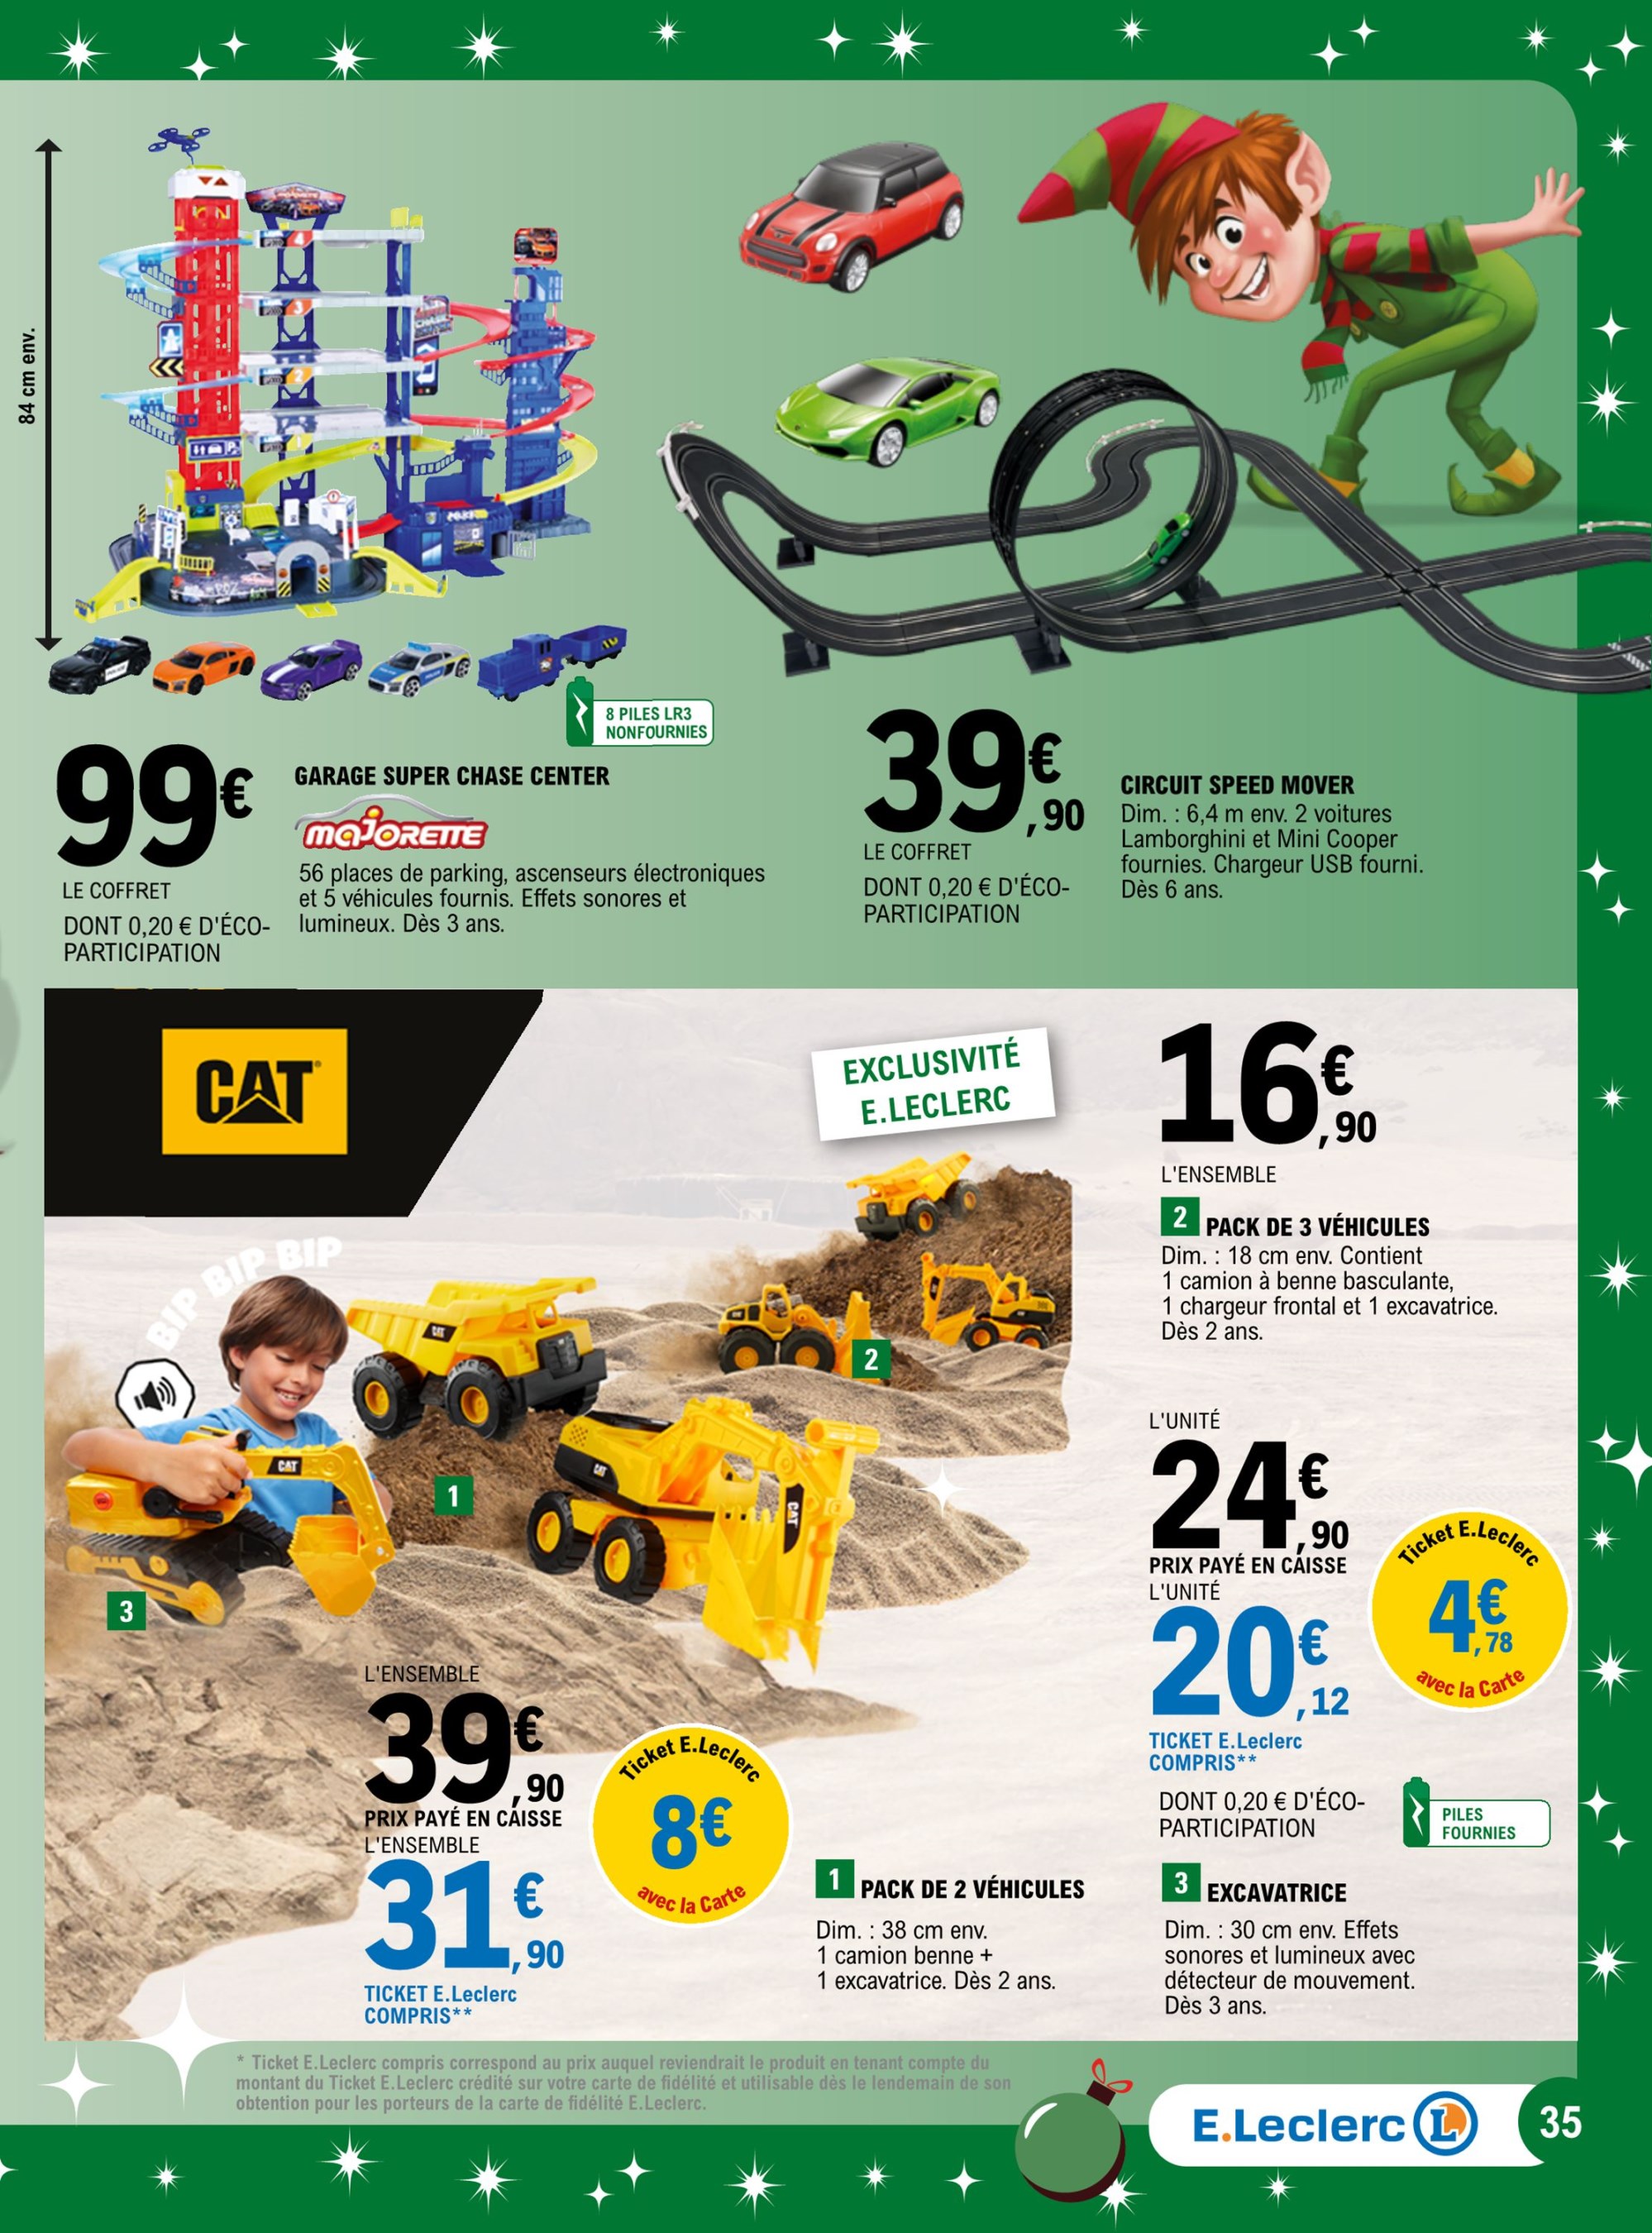 84 cm env.
8 PILES LR3
NONFOURNIES
99€
LE COFFRET
DONT 0,20 € D'ÉCO-
PARTICIPATION
GARAGE SUPER CHASE CENTER
majorette
56 places de parking, ascenseurs électroniques
et 5 véhicules fournis. Effets sonores et
lumineux. Dès 3 ans.
39€,90
LE COFFRET
DONT 0,20 € D'ÉCO-
PARTICIPATION
CIRCUIT SPEED MOVER
Dim. : 6,4 m env. 2 voitures
Lamborghini et Mini Cooper
fournies. Chargeur USB fourni.
Dès 6 ans.
CAT
EXCLUSIVITÉ
E.LECLERC
16€,90
L'ENSEMBLE
2 PACK DE 3 VÉHICULES
Dim. : 18 cm env. Contient
1 camion à benne basculante,
1 chargeur frontal et 1 excavatrice.
Dès 2 ans.
BIP BIP BIP
CAT
CAT
CAT
CAT
2
1
3
L'UNITÉ
24€,90
PRIX PAYÉ EN CAISSE
L'UNITÉ
20€,12
TICKET E.Leclerc
COMPRIS**
Ticket E.Leclerc
4€,78
avec la Carte
DONT 0,20 € D'ÉCO-
PARTICIPATION
PILES
FOURNIES
3 EXCAVATRICE
Dim. : 30 cm env. Effets
sonores et lumineux avec
détecteur de mouvement.
Dès 3 ans.
L'ENSEMBLE
39€,90
PRIX PAYÉ EN CAISSE
L'ENSEMBLE
31€,90
TICKET E.Leclerc
COMPRIS**
Ticket E.Leclerc
8€
avec la Carte
1 PACK DE 2 VÉHICULES
Dim. : 38 cm env.
1 camion benne +
1 excavatrice. Dès 2 ans.
* Ticket E.Leclerc compris correspond au prix auquel reviendrait le produit en tenant compte du
montant du Ticket E.Leclerc crédité sur votre carte de fidélité et utilisable dès le lendemain de son
obtention pour les porteurs de la carte de fidélité E.Leclerc.
E.Leclerc L
35